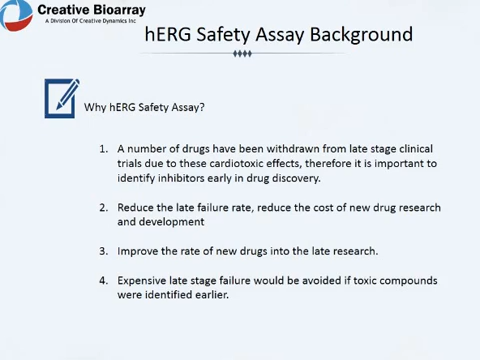 Creative Bioarray
A Division Of Creative Dynamics Inc
hERG Safety Assay Background
Why hERG Safety Assay?
1. A number of drugs have been withdrawn from late stage clinical
trials due to these cardiotoxic effects, therefore it is important to
identify inhibitors early in drug discovery.
2. Reduce the late failure rate, reduce the cost of new drug research
and development
3. Improve the rate of new drugs into the late research.
4. Expensive late stage failure would be avoided if toxic compounds
were identified earlier.